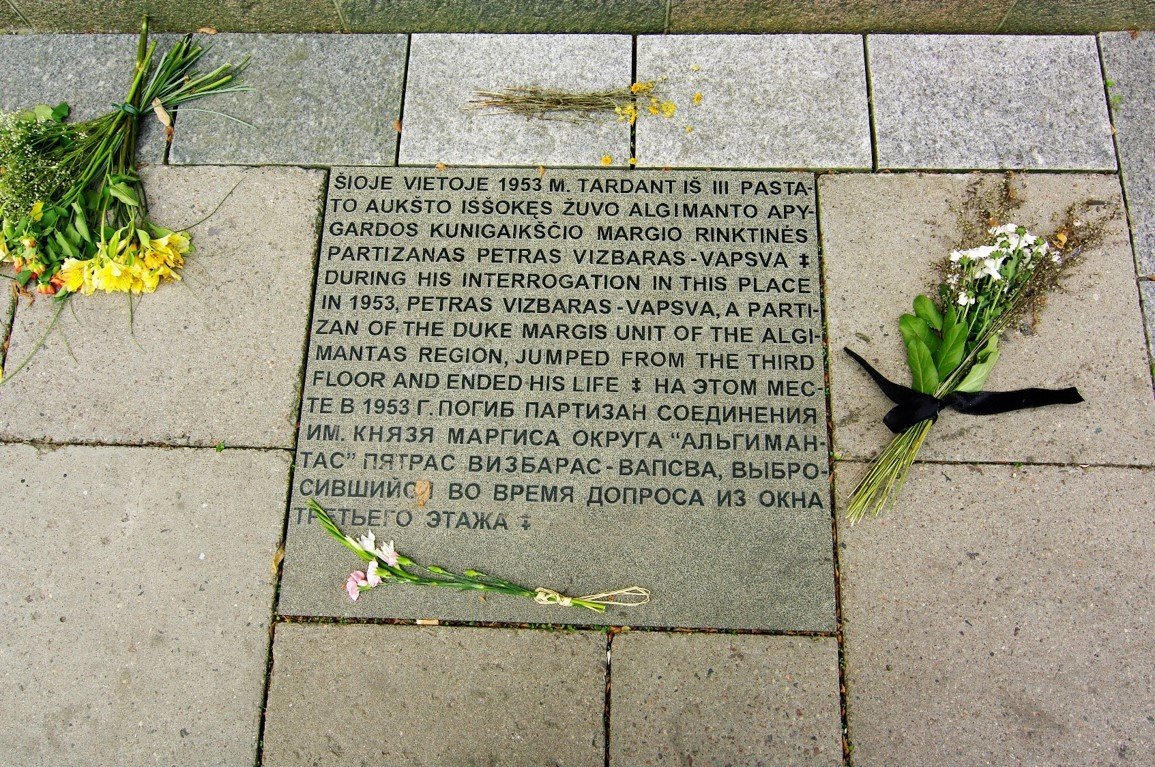 ŠIOJE VIETOJE 1953 M. TARDANT IŠ III PASTA-
TO AUKŠTO IŠŠOKĘS ŽUVO ALGIMANTO APY-
GARDOS KUNIGAIKŠČIO MARGIO RINKTINĖS
PARTIZANAS PETRAS VIZBARAS-VAPSVA ‡
DURING HIS INTERROGATION IN THIS PLACE
IN 1953, PETRAS VIZBARAS-VAPSVA, A PARTI-
ZAN OF THE DUKE MARGIS UNIT OF THE ALGI-
MANTAS REGION, JUMPED FROM THE THIRD
FLOOR AND ENDED HIS LIFE ‡ НА ЭТОМ МЕС-
ТЕ В 1953 Г. ПОГИБ ПАРТИЗАН СОЕДИНЕНИЯ
ИМ. КНЯЗЯ МАРГИСА ОКРУГА "АЛЬГИМАН-
ТАС" ПЯТРАС ВИЗБАРАС-ВАПСВА, ВЫБРО-
СИВШИЙСЯ ВО ВРЕМЯ ДОПРОСА ИЗ ОКНА
ТРЕТЬЕГО ЭТАЖА ‡